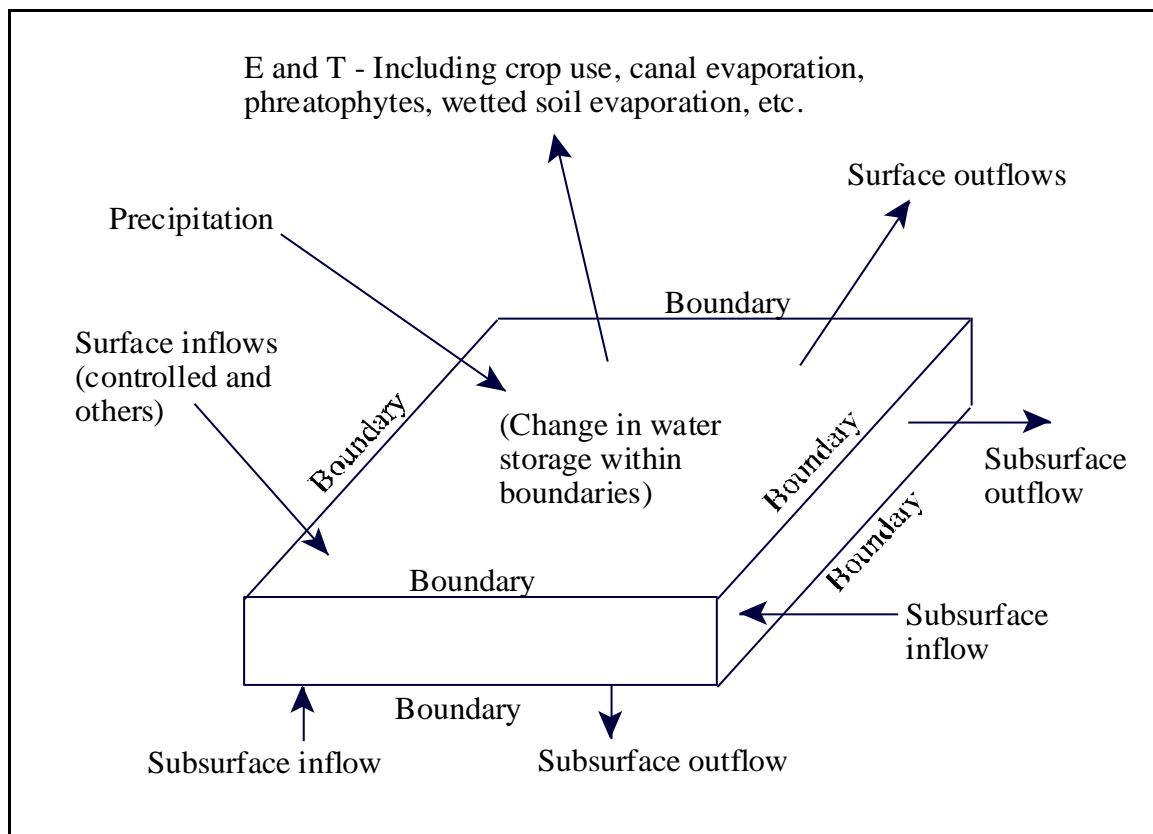 E and T - Including crop use, canal evaporation,
phreatophytes, wetted soil evaporation, etc.
Surface outflows
Precipitation
Boundary
Surface inflows
(controlled and
others)
Boundary
(Change in water
storage within
boundaries)
Boundary
Subsurface
outflow
Boundary
Boundary
Subsurface
inflow
Boundary
Subsurface inflow
Subsurface outflow